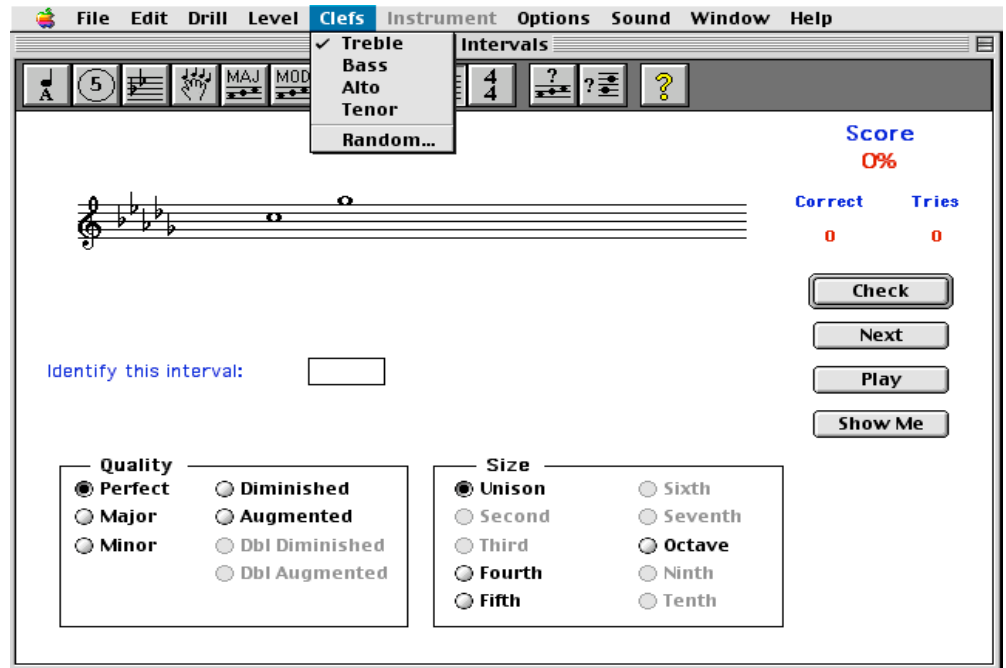 File Edit Drill Level Clefs Instrument Options Sound Window Help
Intervals
✓ Treble
Bass
Alto
Tenor
Random...
A 5 MAJ MOD 4 4 ? ? ?
Score
0%
Correct Tries
0 0
Check
Next
Play
Show Me
Identify this interval:
Quality
Perfect Diminished
Major Augmented
Minor Dbl Diminished
Dbl Augmented
Size
Unison Sixth
Second Seventh
Third Octave
Fourth Ninth
Fifth Tenth